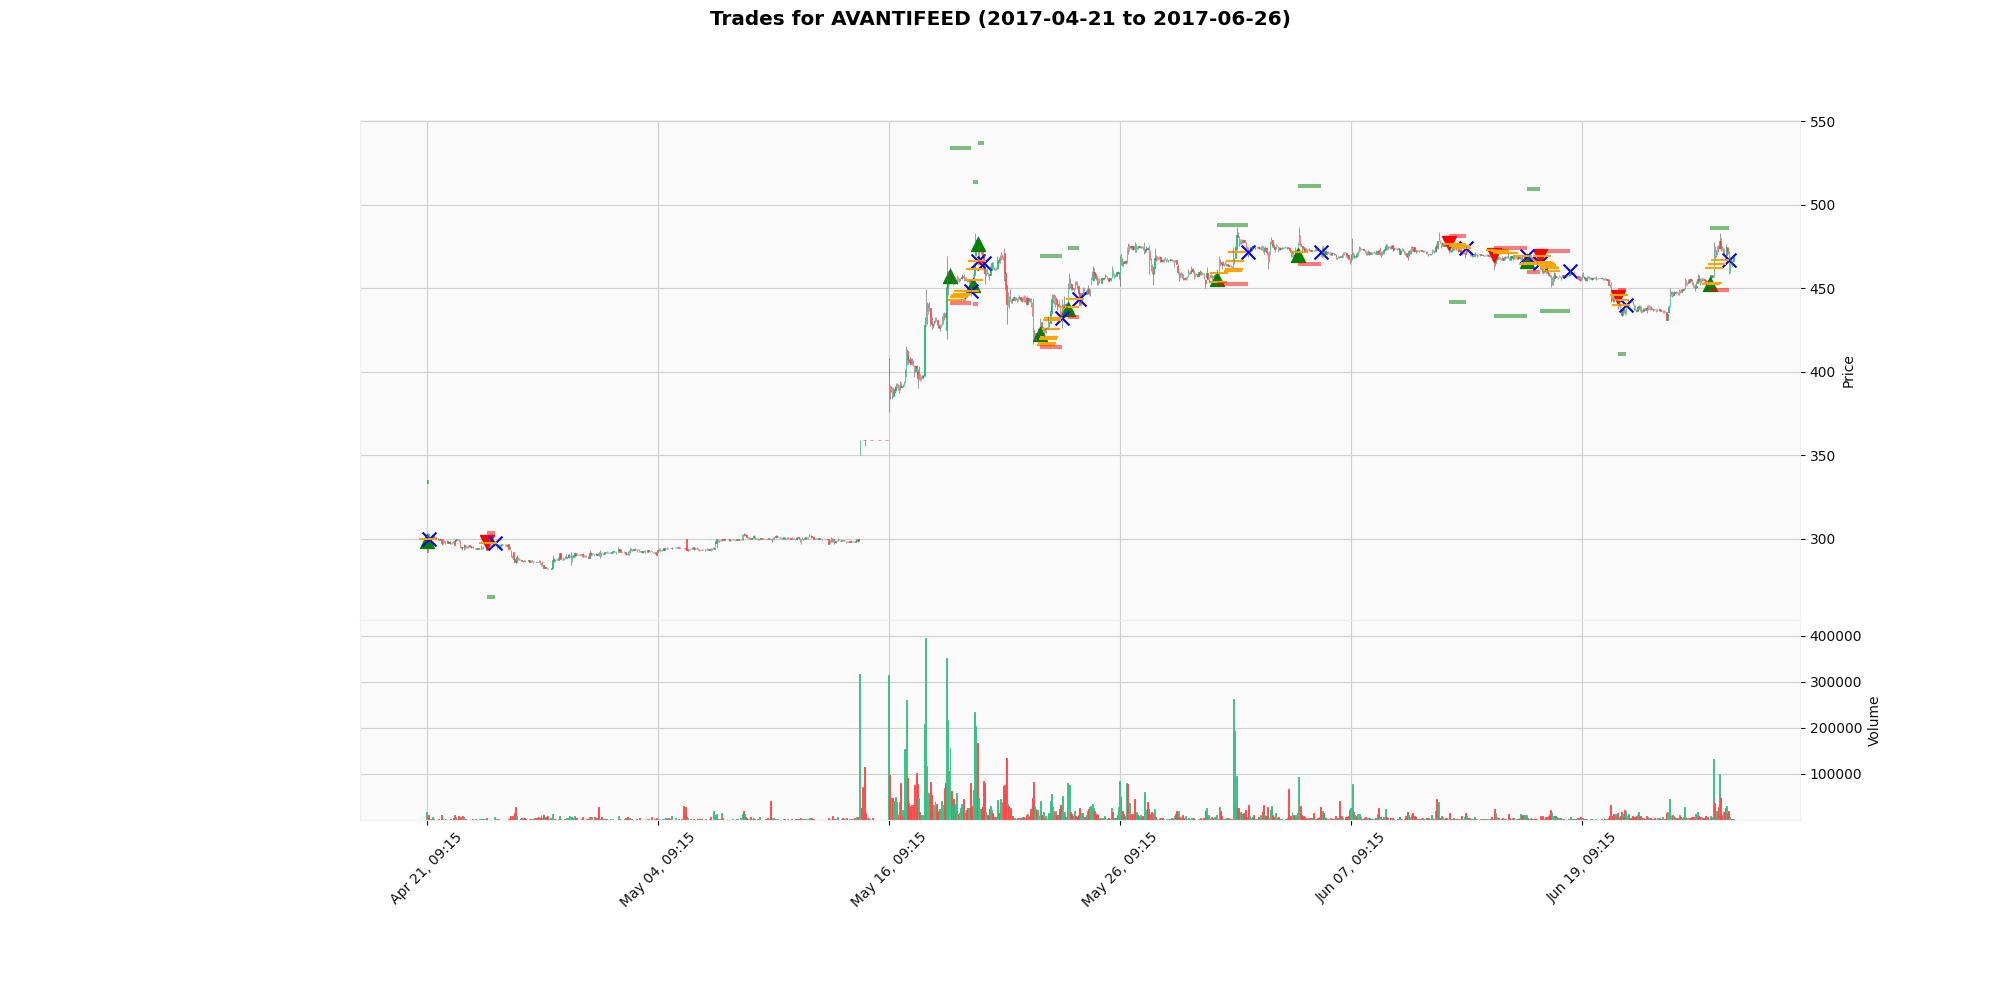 Trades for AVANTIFEED (2017-04-21 to 2017-06-26)
550
500
450
400
350
300
Price
400000
300000
200000
100000
Volume
Apr 21, 09:15
May 04, 09:15
May 16, 09:15
May 26, 09:15
Jun 07, 09:15
Jun 19, 09:15